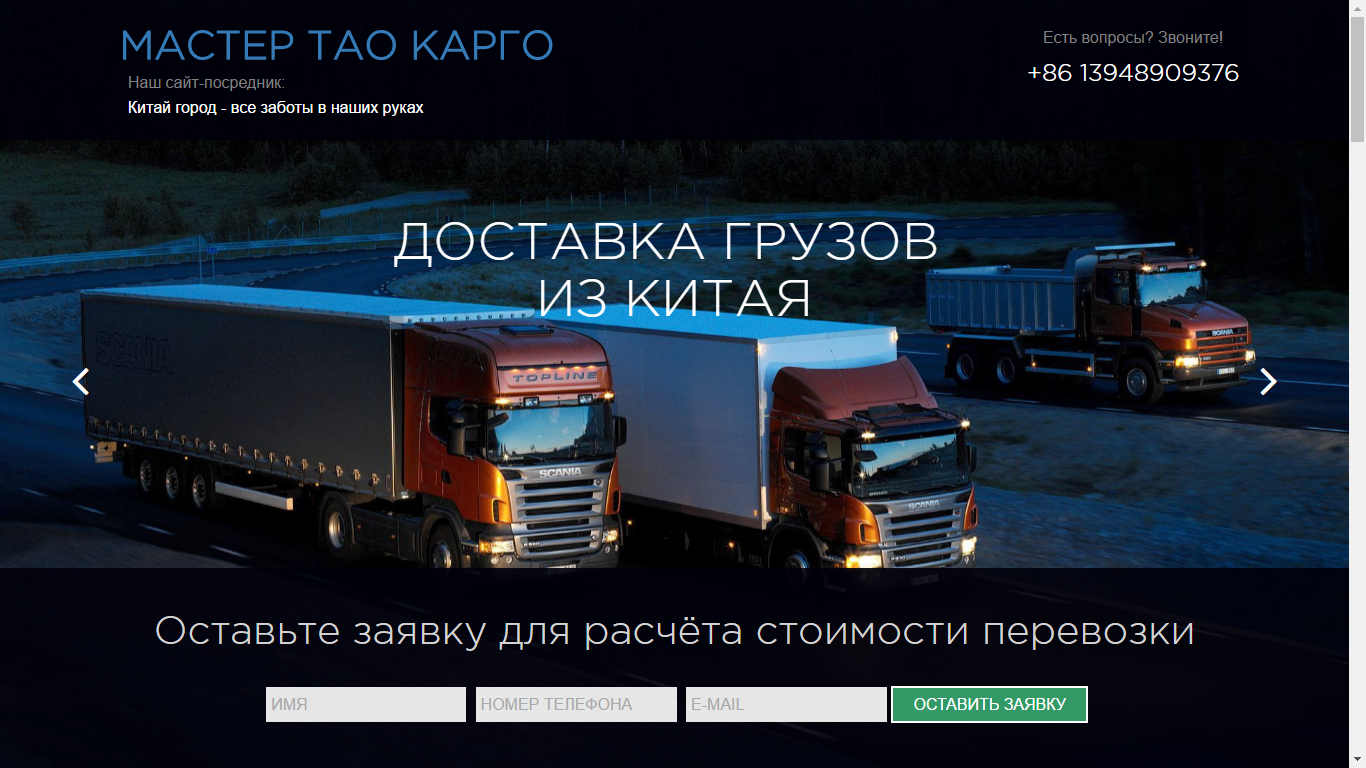 МАСТЕР ТАО КАРГО
Наш сайт-посредник:
Китай город - все заботы в наших руках
Есть вопросы? Звоните!
+86 13948909376
ДОСТАВКА ГРУЗОВ
ИЗ КИТАЯ
SCANIA
TOPLINE
SCANIA
SCANIA
SCANIA
Оставьте заявку для расчёта стоимости перевозки
ИМЯ
НОМЕР ТЕЛЕФОНА
E-MAIL
ОСТАВИТЬ ЗАЯВКУ